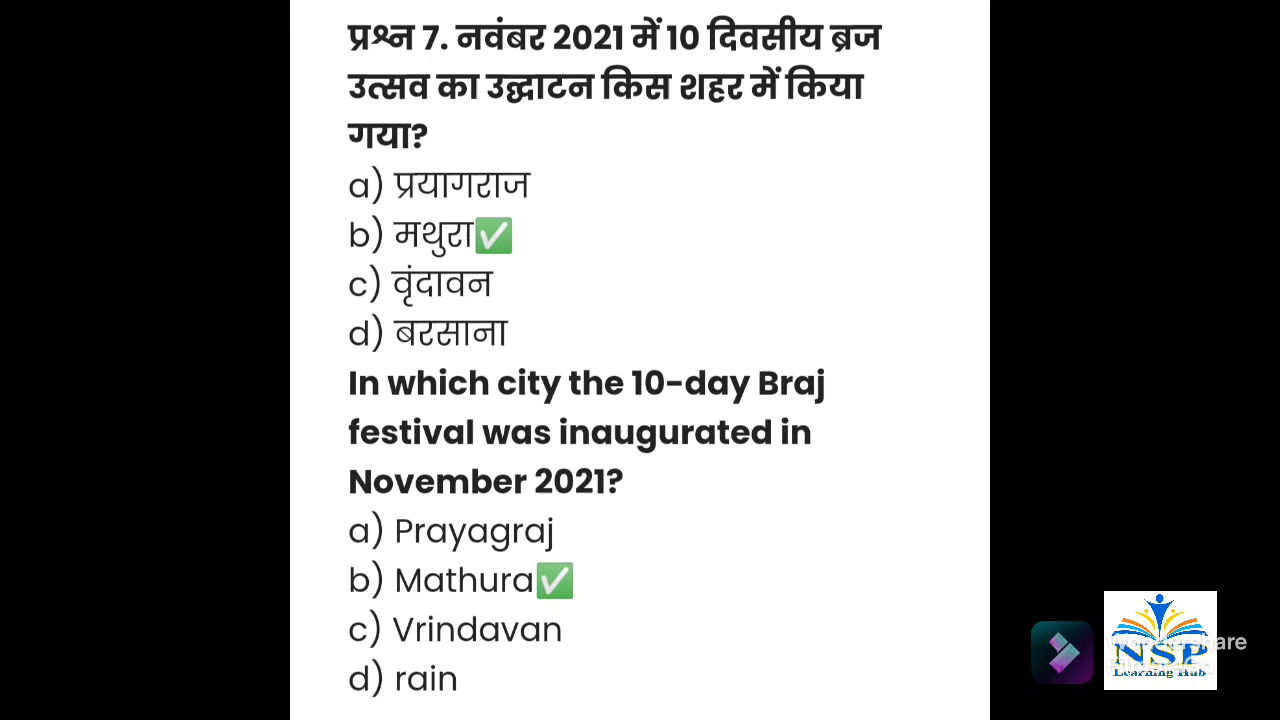 प्रश्न 7. नवंबर 2021 में 10 दिवसीय ब्रज
उत्सव का उद्घाटन किस शहर में किया
गया?
a) प्रयागराज
b) मथुरा✅
c) वृंदावन
d) बरसाना
In which city the 10-day Braj
festival was inaugurated in
November 2021?
a) Prayagraj
b) Mathura✅
c) Vrindavan
d) rain
Wondershare
NSP
Learning Hub